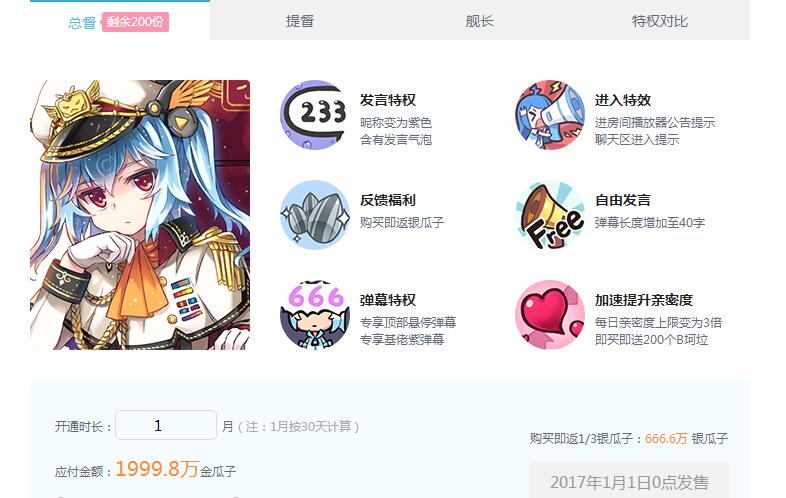 总督 剩余200份 提督 舰长 特权对比
233
发言特权
昵称变为紫色
含有发言气泡
进入特效
进房间播放器公告提示
聊天区进入提示
反馈福利
购买即返银瓜子
Free
自由发言
弹幕长度增加至40字
666
弹幕特权
专享顶部悬停弹幕
专享基佬紫弹幕
加速提升亲密度
每日亲密度上限变为3倍
即买即送200个B坷垃
开通时长： 1 月 ( 注：1月按30天计算 )
购买即返1/3银瓜子：666.6万 银瓜子
应付金额：1999.8万金瓜子
2017年1月1日0点发售